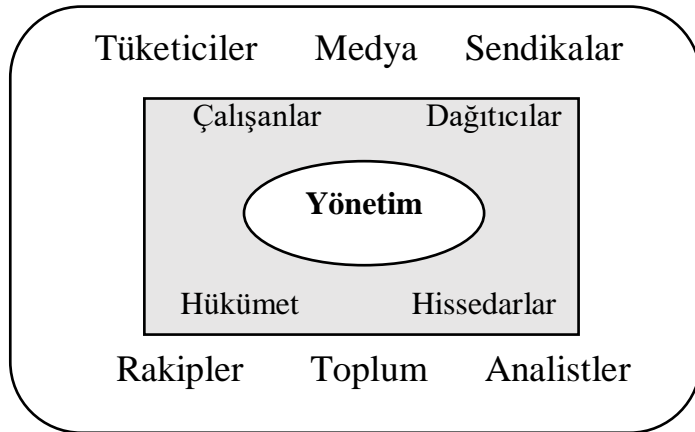 Tüketiciler Medya Sendikalar
Çalışanlar Dağıtıcılar
Yönetim
Hükümet Hissedarlar
Rakipler Toplum Analistler